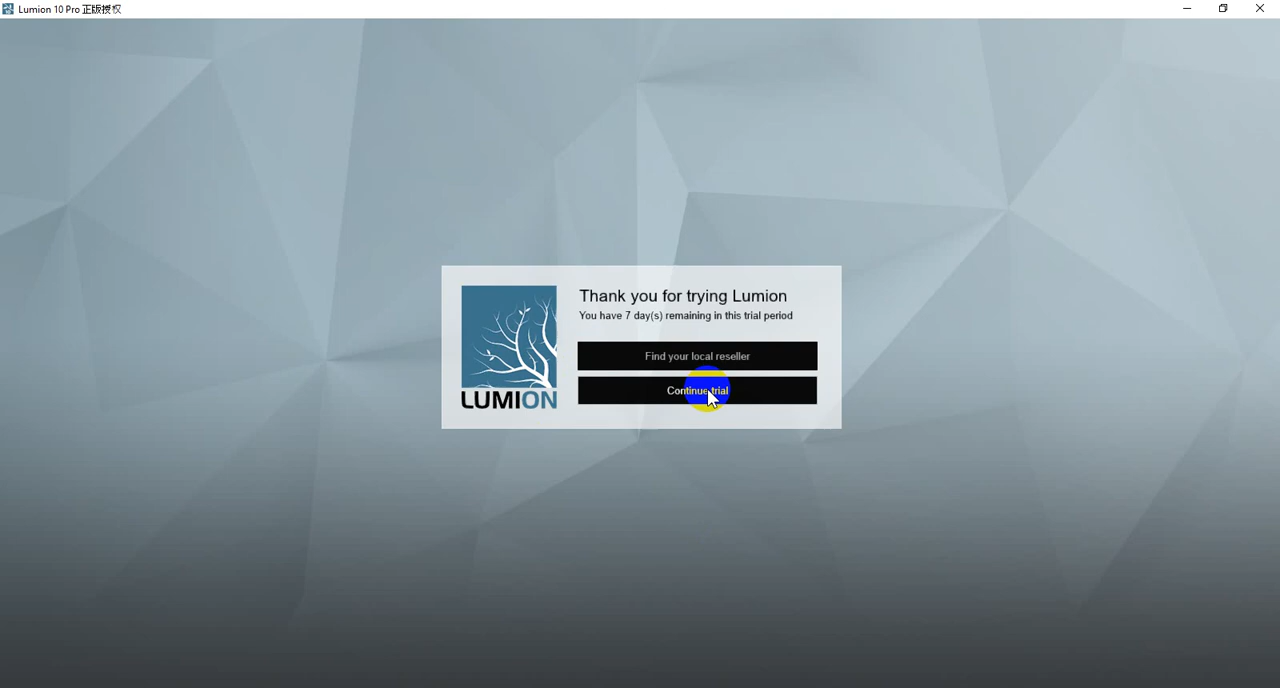 Lumion 10 Pro 正版授权
Thank you for trying Lumion
You have 7 day(s) remaining in this trial period
Find your local reseller
Continue trial
LUMION